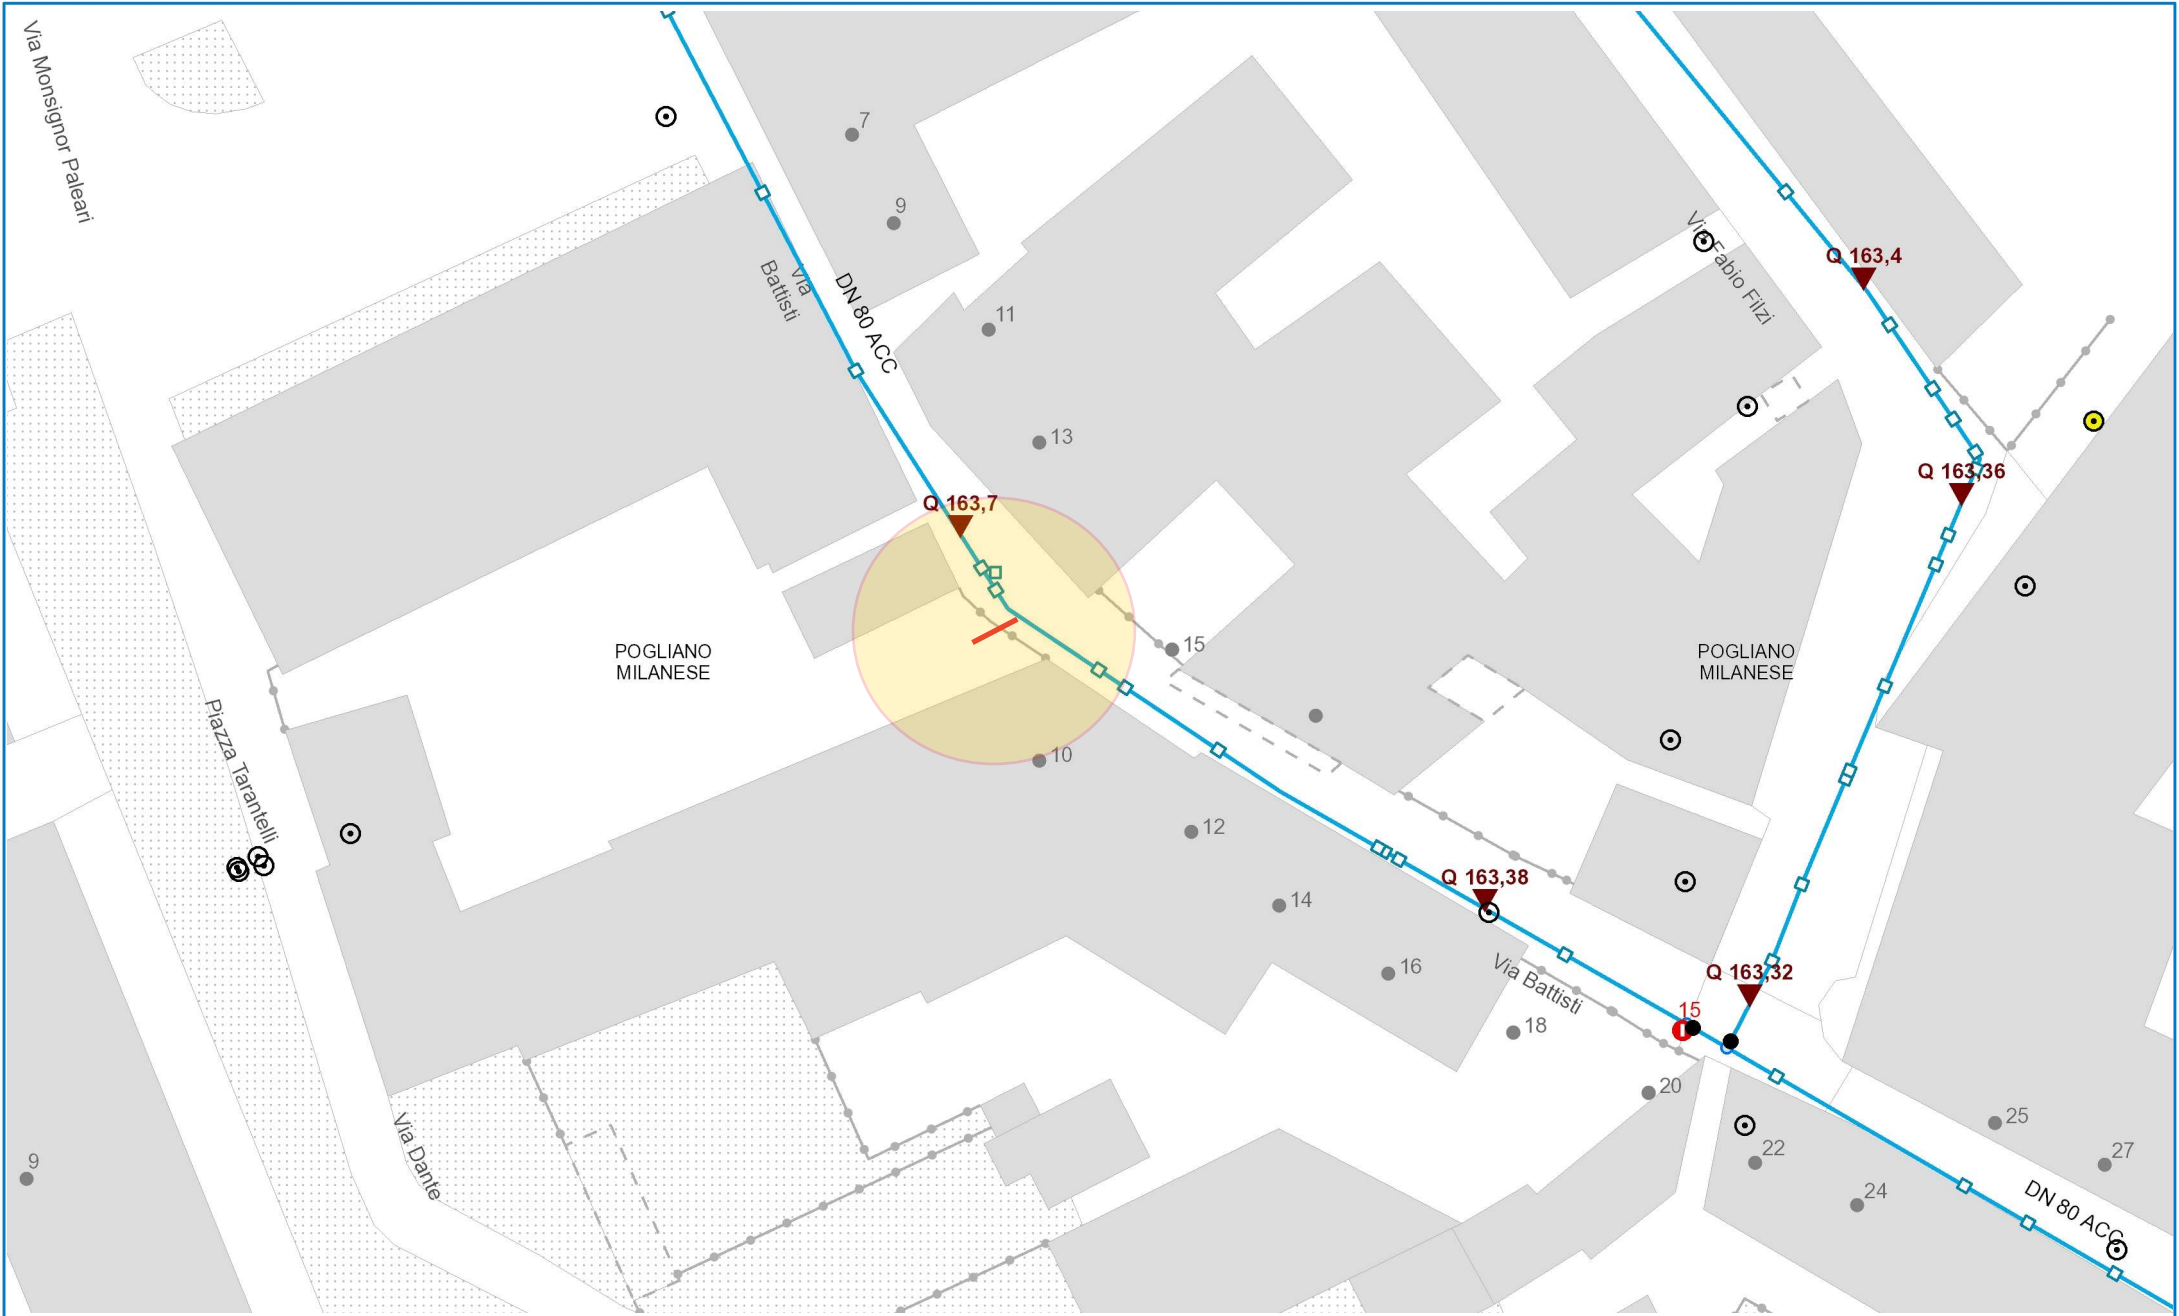 Via Monsignor Paleari
7
9
Via
Battisti
DN 80 ACC
11
Via Fabio Filzi
Q 163,4
13
Q 163,36
Q 163,7
POGLIANO
MILANESE
15
POGLIANO
MILANESE
Piazza Tarantelli
10
12
Q 163,38
14
16
Via Battisti
Q 163,32
15
18
20
Via Dante
9
22
24
25
27
DN 80 ACC